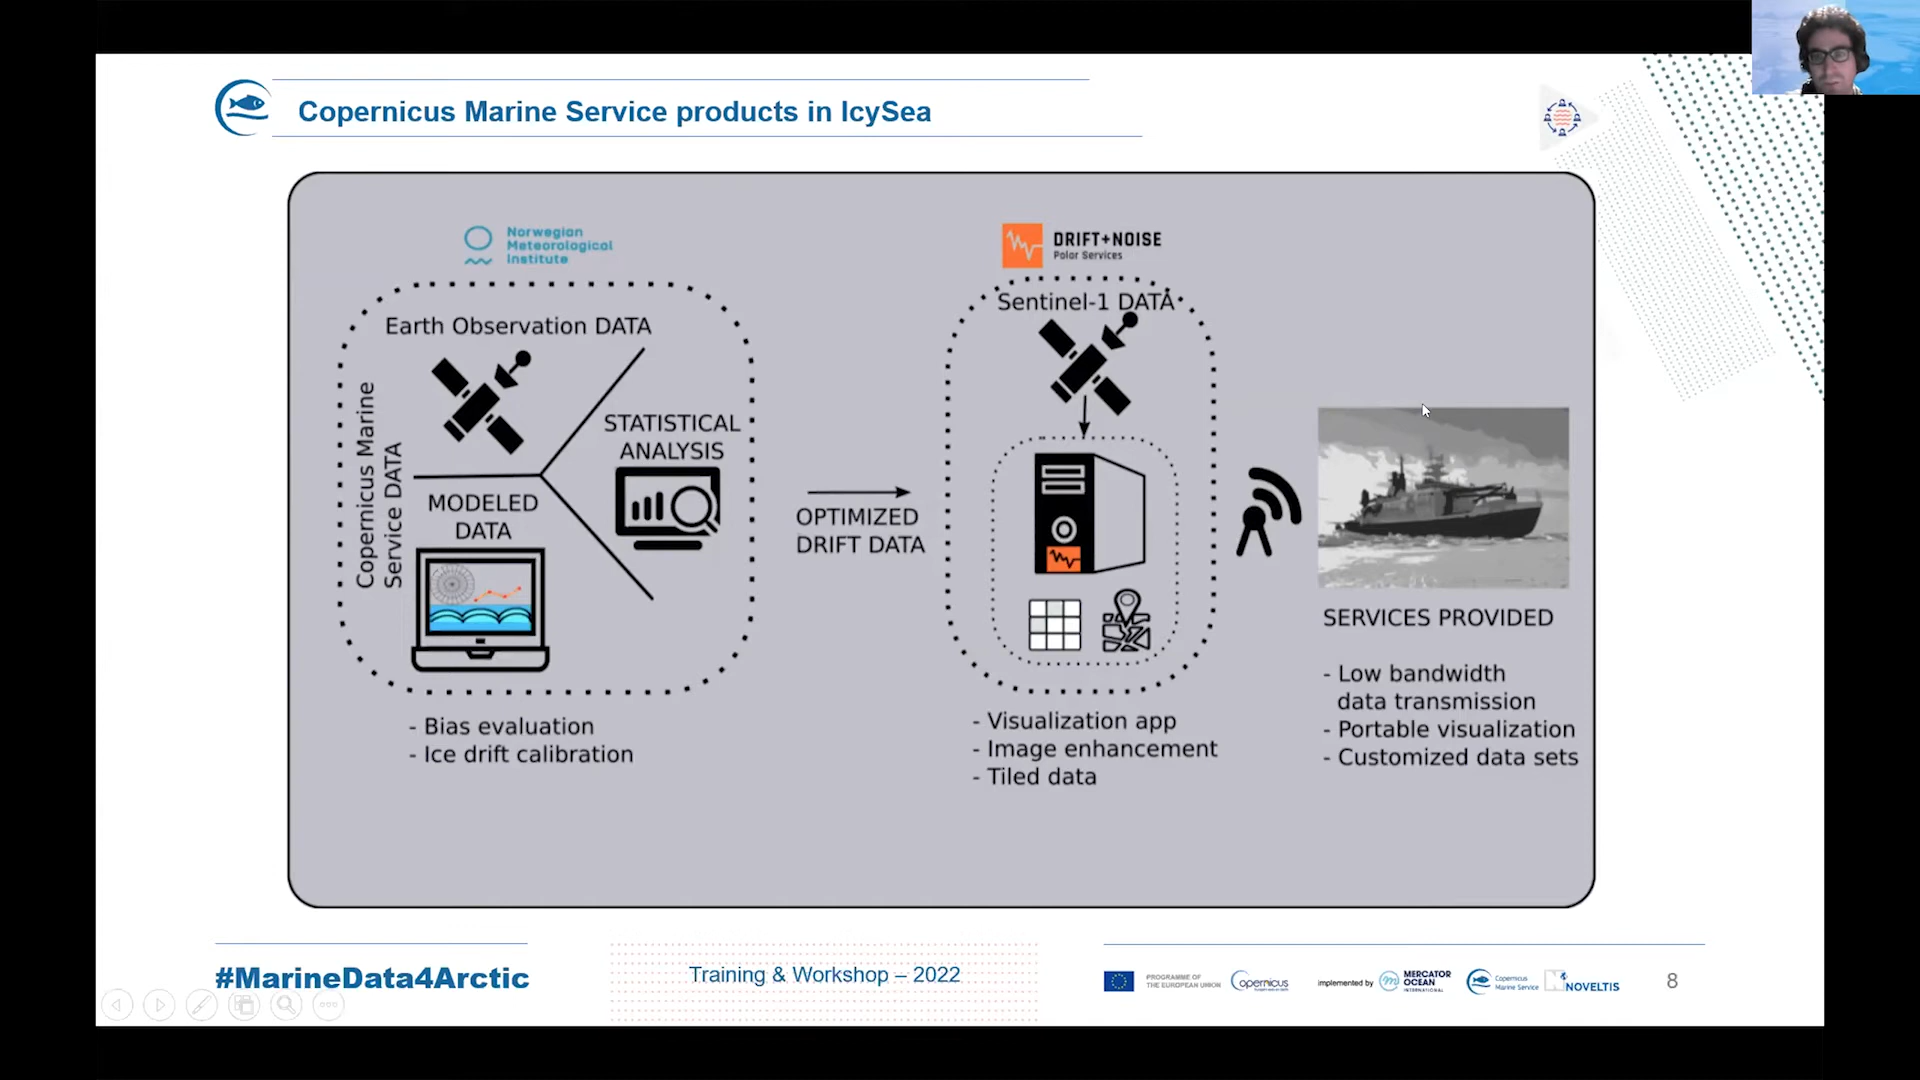 Copernicus Marine Service products in IcySea
Norwegian
Meteorological
Institute
DRIFT+NOISE
Polar Services
Earth Observation DATA
Copernicus Marine
Service DATA
STATISTICAL
ANALYSIS
MODELED
DATA
- Bias evaluation
- Ice drift calibration
OPTIMIZED
DRIFT DATA
Sentinel-1 DATA
- Visualization app
- Image enhancement
- Tiled data
SERVICES PROVIDED
- Low bandwidth
data transmission
- Portable visualization
- Customized data sets
#MarineData4Arctic
Training & Workshop – 2022
PROGRAMME OF
THE EUROPEAN UNION
opernicus
implemented by
MERCATOR
OCEAN
INTERNATIONAL
Copernicus
Marine Service
NOVELTIS
8